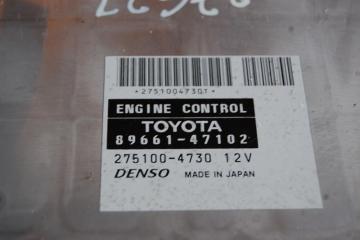 *2751004730T*
ENGINE CONTROL
TOYOTA
89661-47102
275100-4730 12V
DENSO MADE IN JAPAN